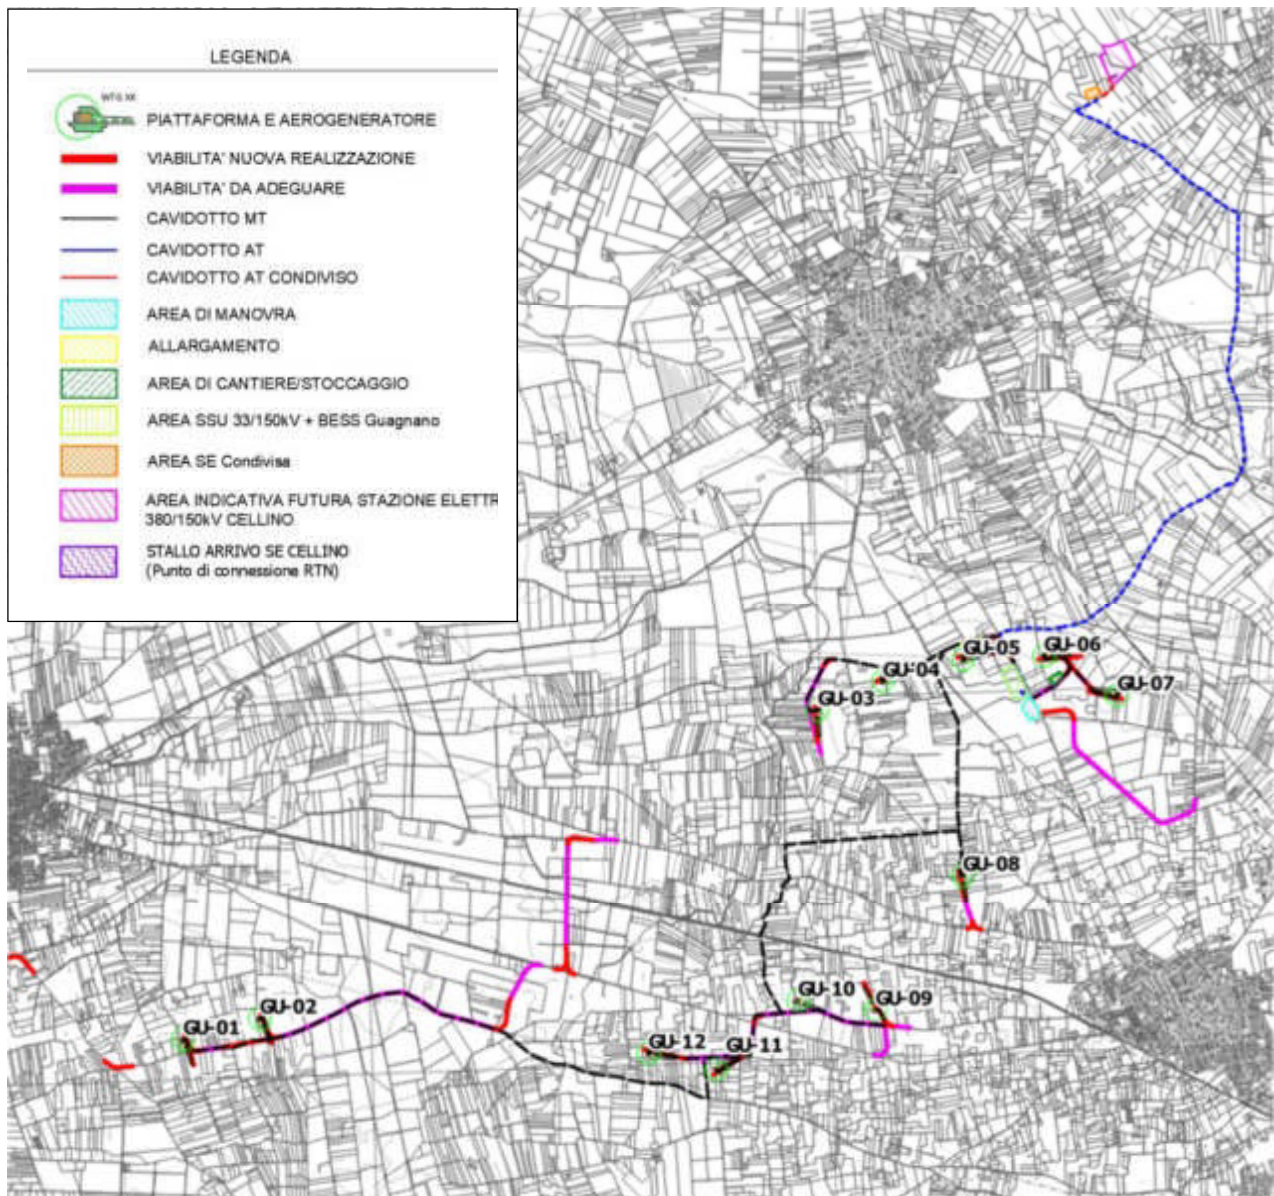 LEGENDA
WTG XX
PIATTAFORMA E AEROGENERATORE
VIABILITA' NUOVA REALIZZAZIONE
VIABILITA' DA ADEGUARE
CAVIDOTTO MT
CAVIDOTTO AT
CAVIDOTTO AT CONDIVISO
AREA DI MANOVRA
ALLARGAMENTO
AREA DI CANTIERE/STOCCAGGIO
AREA SSU 33/150kV + BESS Guagnano
AREA SE Condivisa
AREA INDICATIVA FUTURA STAZIONE ELETTR
380/150kV CELLINO
STALLO ARRIVO SE CELLINO
(Punto di connessione RTN)
GU-05
GU-06
GU-04
GU-07
GU-03
GU-08
GU-10
GU-09
GU-02
GU-01
GU-12
GU-11